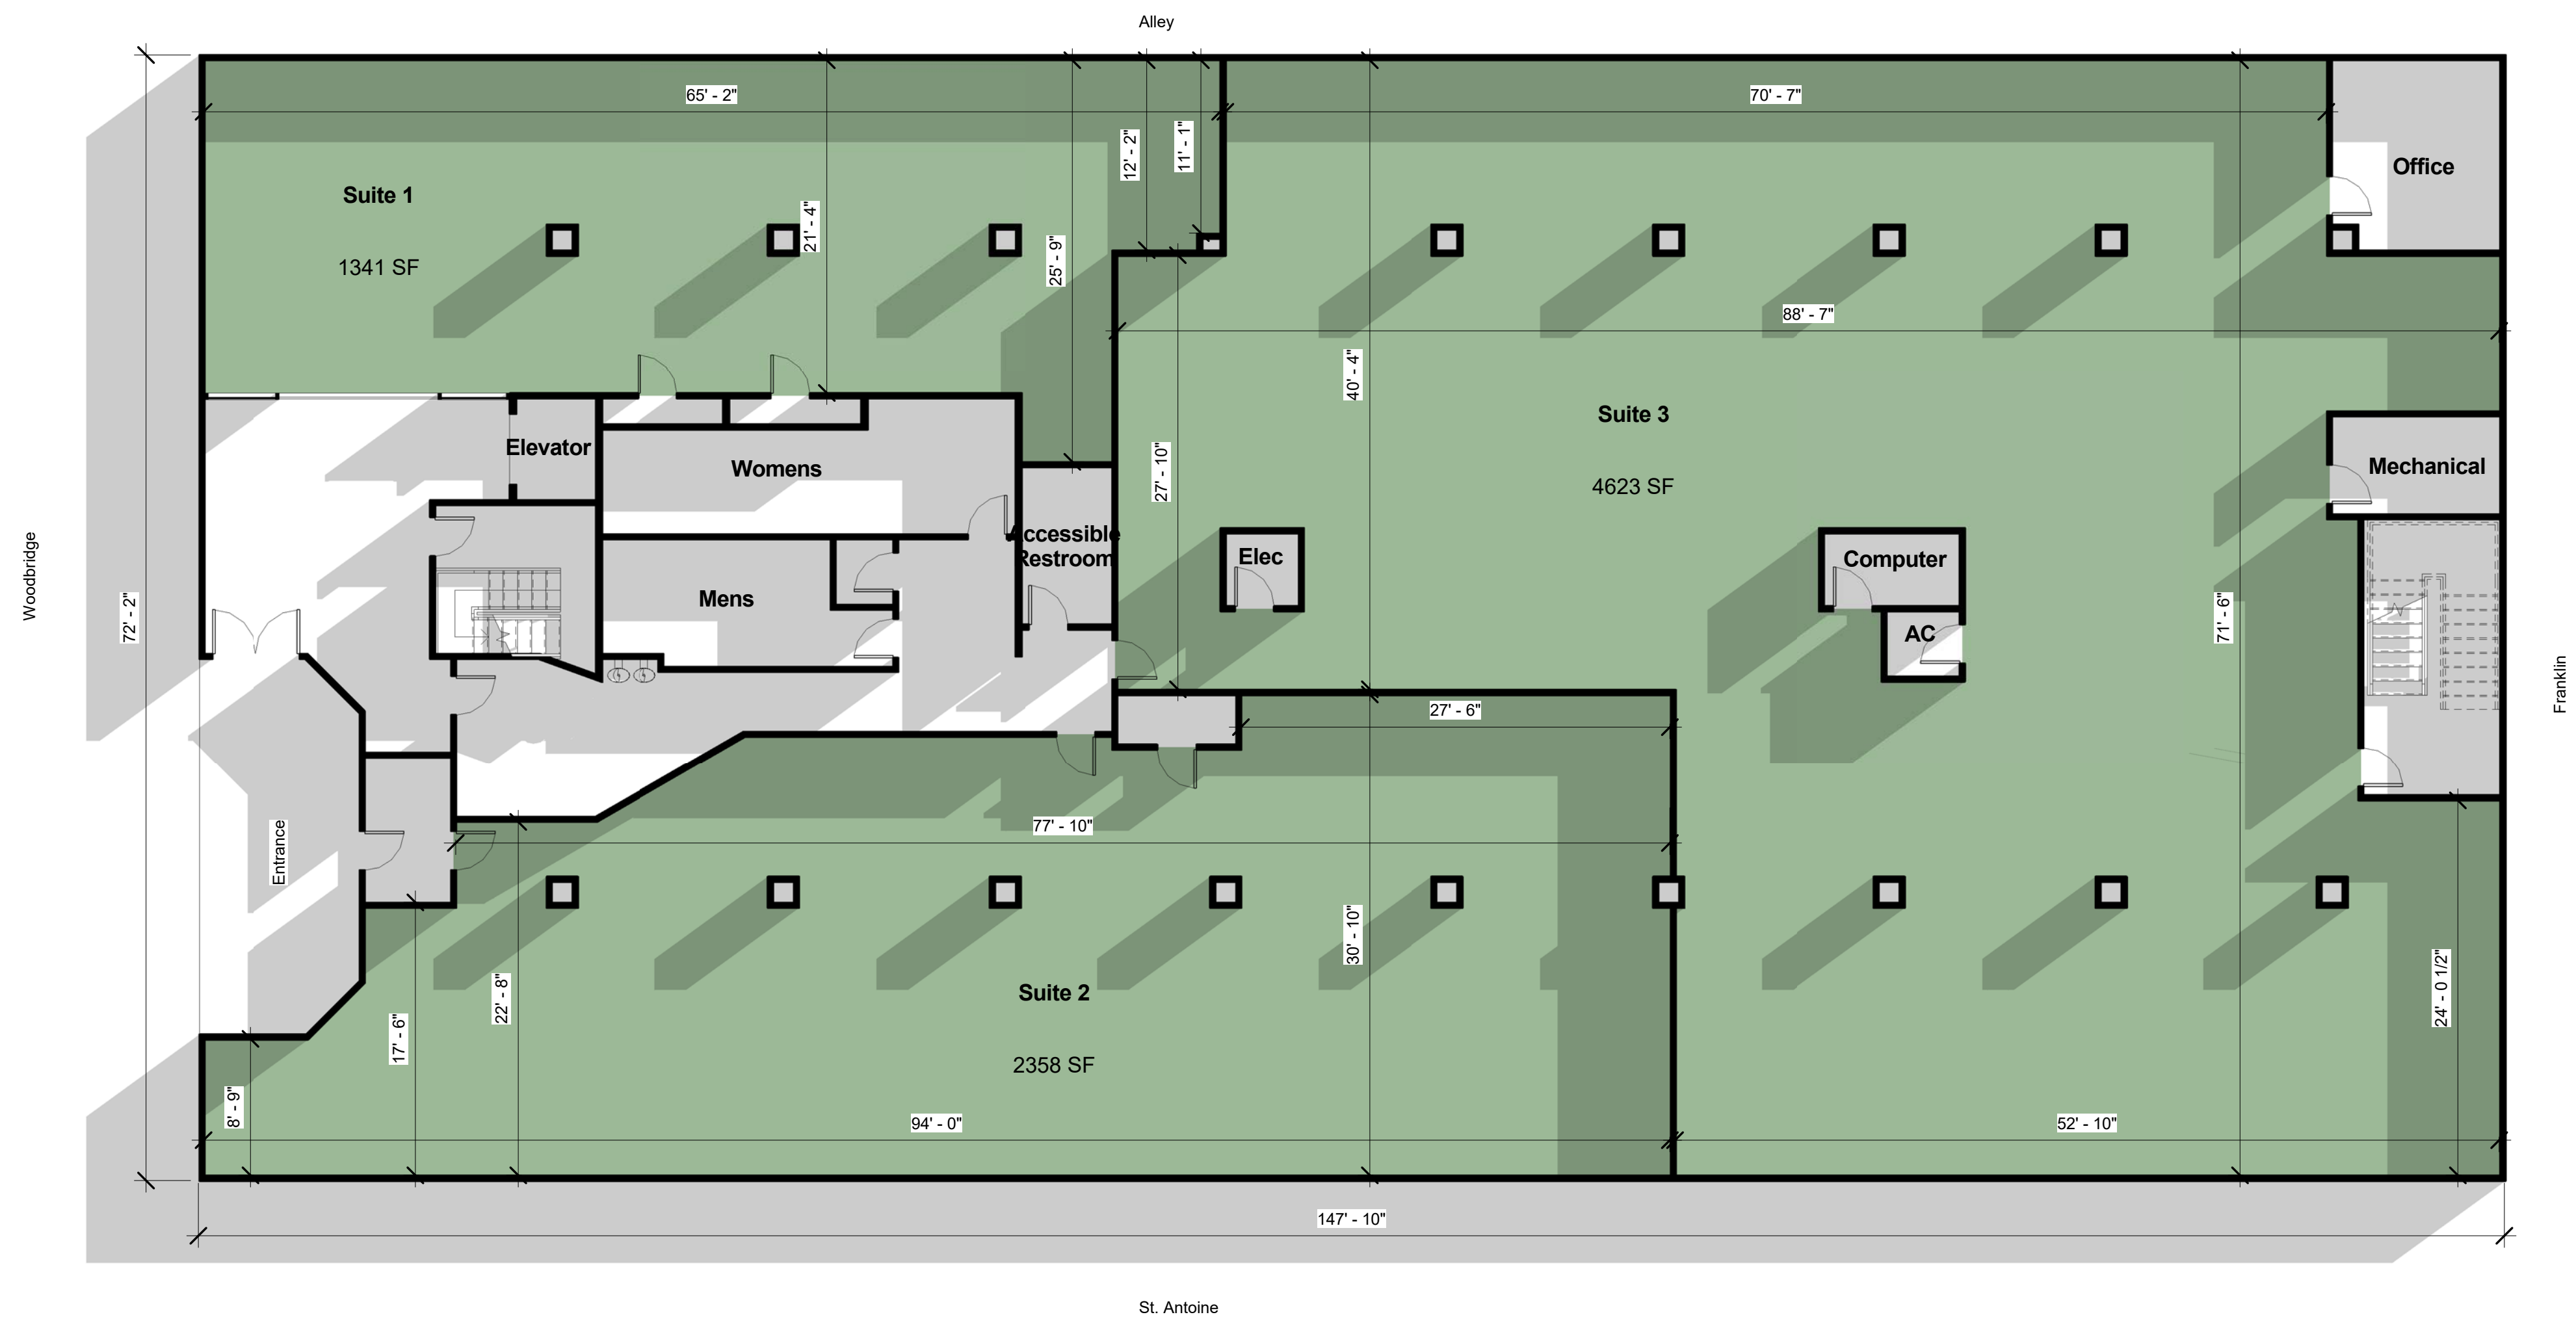 Alley
65' - 2"
70' - 7"
12' - 2"
11' - 1"
Office
Suite 1
21' - 4"
25' - 9"
1341 SF
88' - 7"
40' - 4"
Suite 3
Elevator
Womens
27' - 10"
4623 SF
Mechanical
Accessible
Restroom
Elec
Computer
Woodbridge
72' - 2"
Mens
AC
71' - 6"
Franklin
27' - 6"
77' - 10"
Entrance
30' - 10"
22' - 8"
Suite 2
24' - 0 1/2"
17' - 6"
2358 SF
8' - 9"
94' - 0"
52' - 10"
147' - 10"
St. Antoine